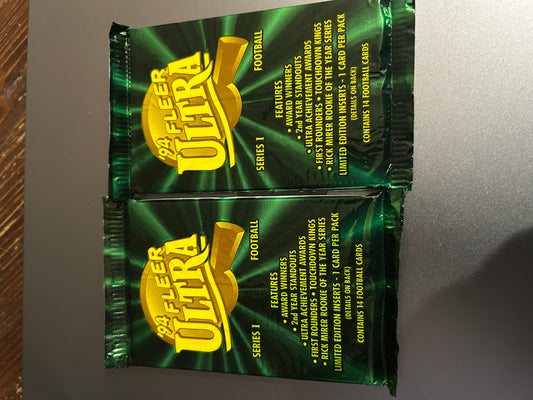 '94 FLEER
ULTRA
SERIES I
FOOTBALL
FEATURES
• AWARD WINNERS
• 2nd YEAR STANDOUTS
• ULTRA ACHIEVEMENT AWARDS
• FIRST ROUNDERS • TOUCHDOWN KINGS
• RICK MIRER ROOKIE OF THE YEAR SERIES
LIMITED EDITION INSERTS - 1 CARD PER PACK
(DETAILS ON BACK)
CONTAINS 14 FOOTBALL CARDS
'94 FLEER
ULTRA
SERIES I
FOOTBALL
FEATURES
• AWARD WINNERS
• 2nd YEAR STANDOUTS
• ULTRA ACHIEVEMENT AWARDS
• FIRST ROUNDERS • TOUCHDOWN KINGS
• RICK MIRER ROOKIE OF THE YEAR SERIES
LIMITED EDITION INSERTS - 1 CARD PER PACK
(DETAILS ON BACK)
CONTAINS 14 FOOTBALL CARDS